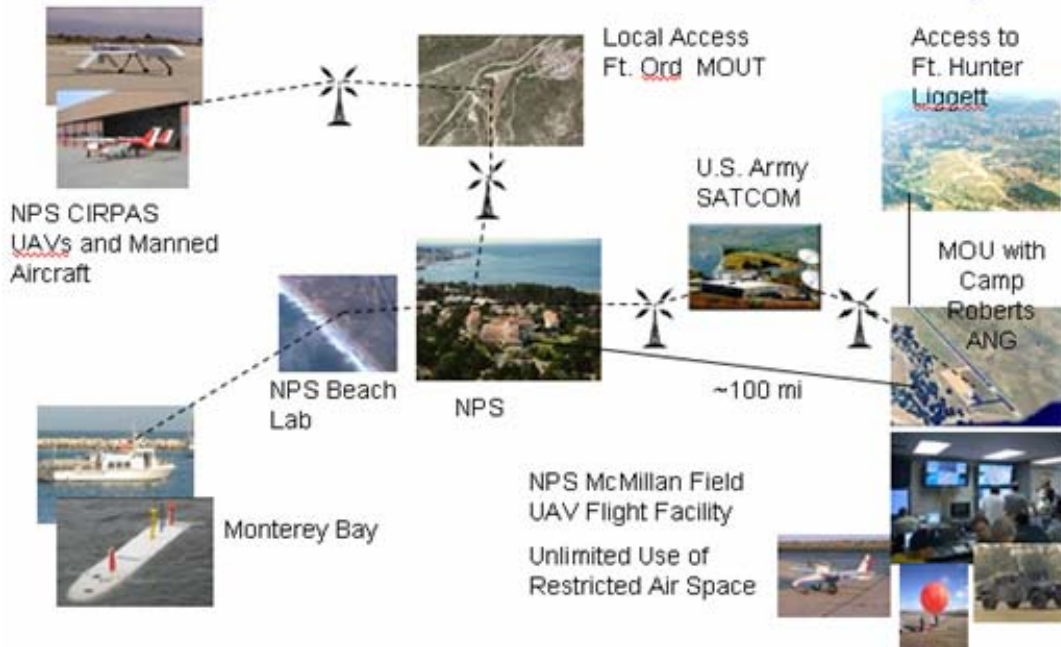 Local Access
Ft. Ord MOUT
Access to
Ft. Hunter
Liggett
U.S. Army
SATCOM
NPS CIRPAS
UAVs and Manned
Aircraft
MOU with
Camp
Roberts
ANG
NPS Beach
Lab
NPS
~100 mi
NPS McMillan Field
UAV Flight Facility
Monterey Bay
Unlimited Use of
Restricted Air Space